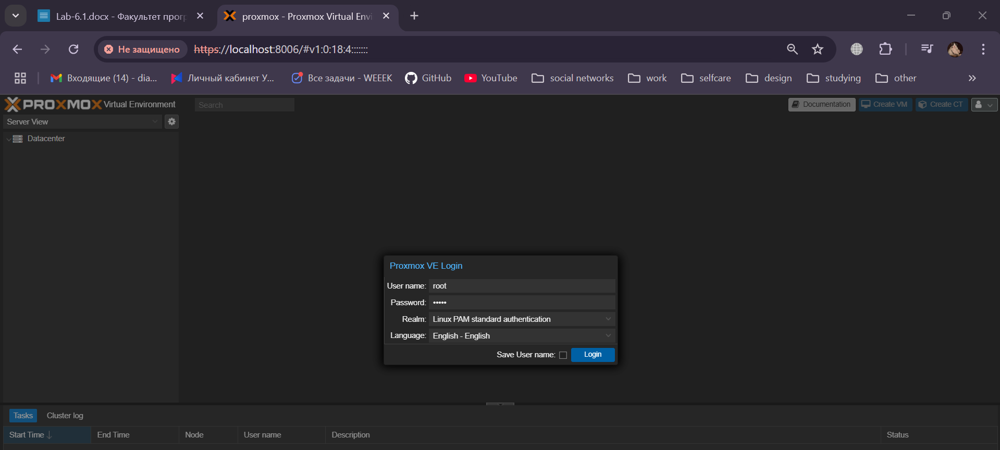 Lab-6.1.docx - Факультет прогр
proxmox - Proxmox Virtual Envi
Не защищено
https://localhost:8006/#v1:0:18:4:::::::
Входящие (14) - dia...
Личный кабинет У...
Все задачи - WEEEK
GitHub
YouTube
social networks
work
selfcare
design
studying
other
PROXMOX Virtual Environment
Search
Documentation
Create VM
Create CT
Server View
Datacenter
Proxmox VE Login
User name: root
Password: •••••
Realm: Linux PAM standard authentication
Language: English - English
Save User name:
Login
Tasks
Cluster log
Start Time
End Time
Node
User name
Description
Status